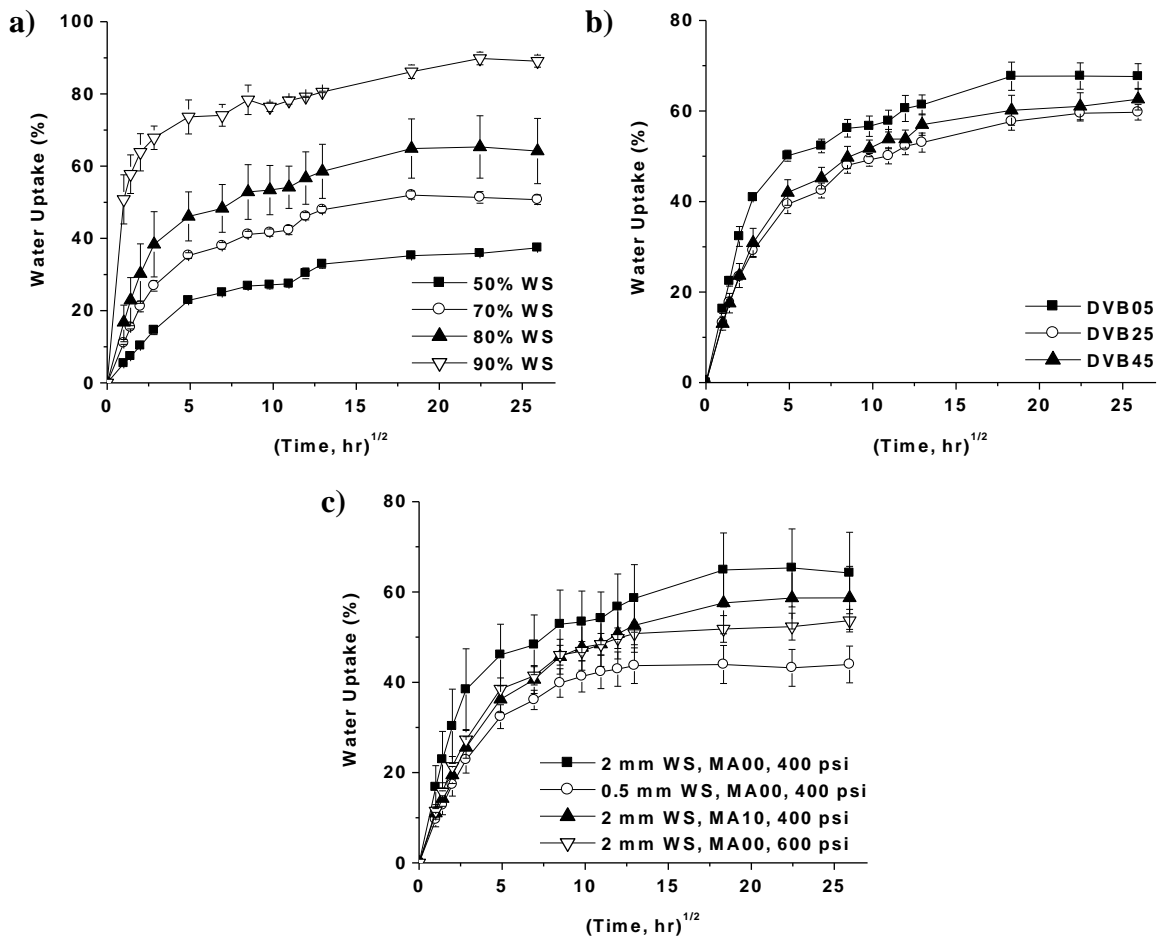 a)
Water Uptake (%)
100
80
60
40
20
0
0 5 10 15 20 25
(Time, hr)1/2
50% WS
70% WS
80% WS
90% WS
b)
Water Uptake (%)
80
60
40
20
0
0 5 10 15 20 25
(Time, hr)1/2
DVB05
DVB25
DVB45
c)
Water Uptake (%)
80
60
40
20
0
0 5 10 15 20 25
(Time, hr)1/2
2 mm WS, MA00, 400 psi
0.5 mm WS, MA00, 400 psi
2 mm WS, MA10, 400 psi
2 mm WS, MA00, 600 psi